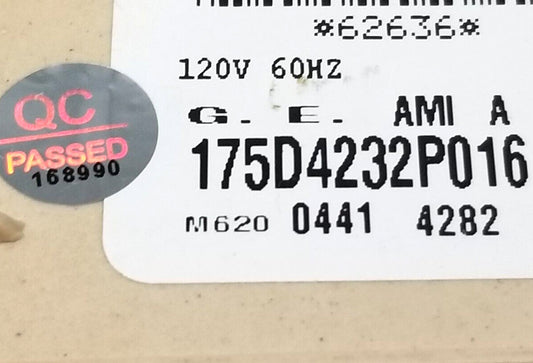 *62636*
120V 60HZ
G. E. AMI A
175D4232P016
M620 0441 4282
QC
PASSED
168990